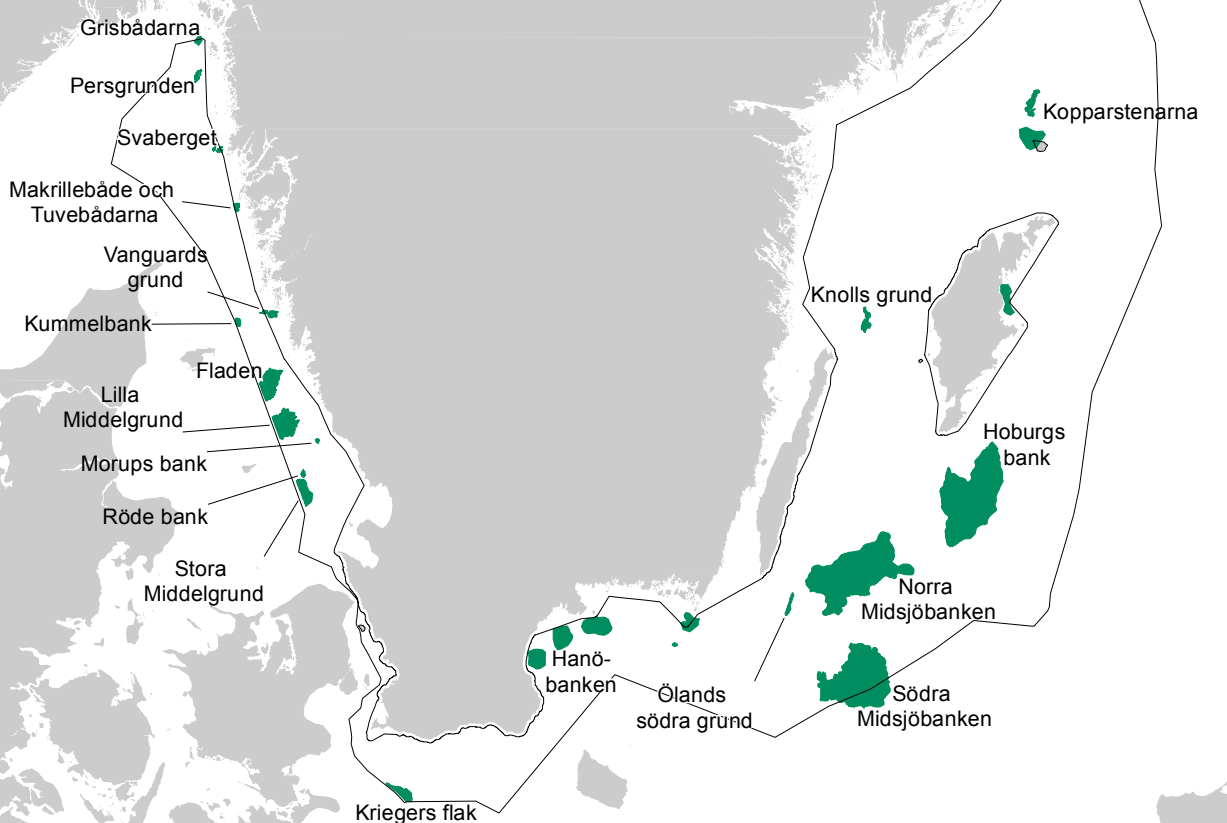 Grisbådarna
Persgrunden
Svaberget
Makrillebåde och
Tuvebådarna
Vanguards
grund
Kummelbank
Fladen
Lilla
Middelgrund
Morups bank
Röde bank
Stora
Middelgrund
Kriegers flak
Hanö-
banken
Ölands
södra grund
Södra
Midsjöbanken
Norra
Midsjöbanken
Hoburgs
bank
Knolls grund
Kopparstenarna